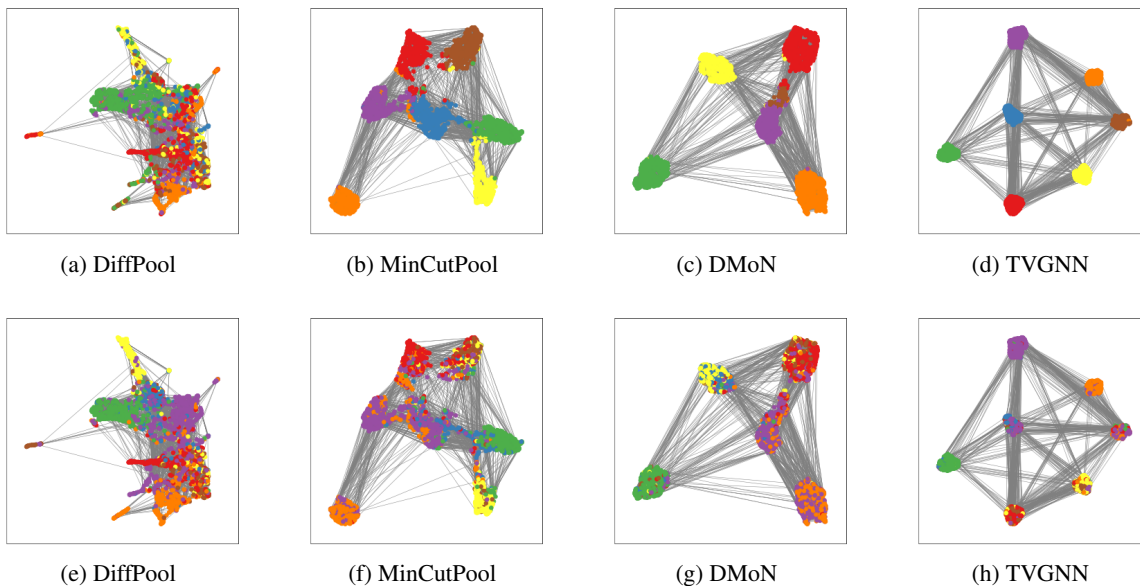 (a) DiffPool
(b) MinCutPool
(c) DMoN
(d) TVGNN
(e) DiffPool
(f) MinCutPool
(g) DMoN
(h) TVGNN